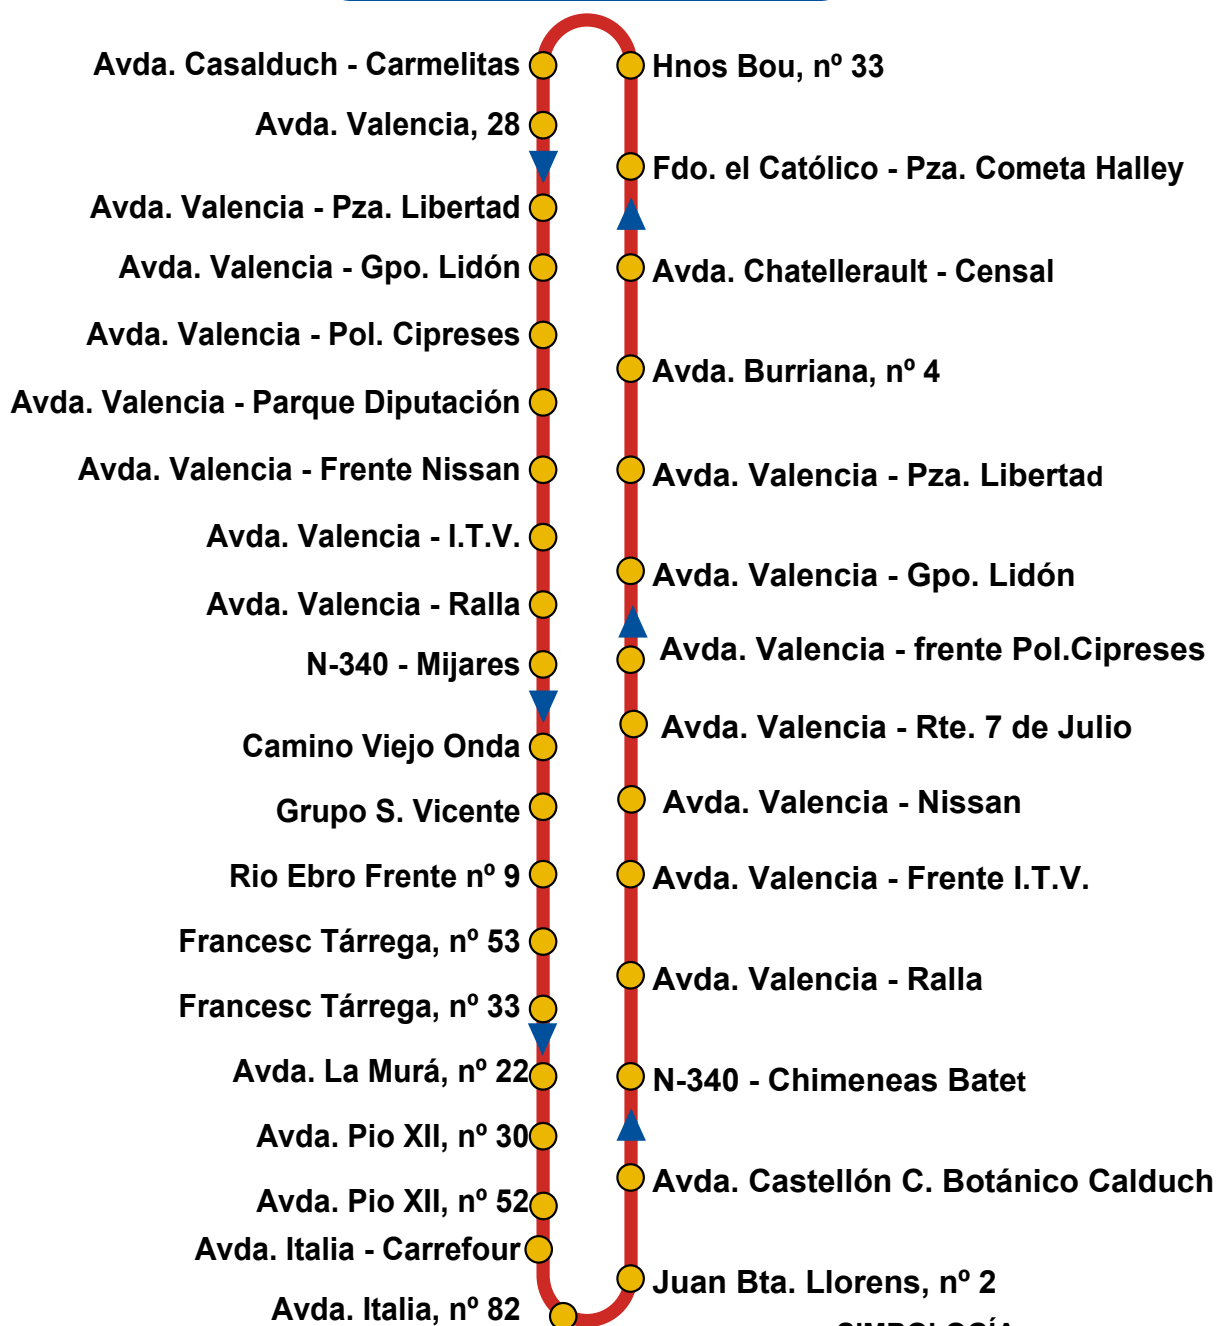 Avda. Casalduch - Carmelitas
Avda. Valencia, 28
Avda. Valencia - Pza. Libertad
Avda. Valencia - Gpo. Lidón
Avda. Valencia - Pol. Cipreses
Avda. Valencia - Parque Diputación
Avda. Valencia - Frente Nissan
Avda. Valencia - I.T.V.
Avda. Valencia - Ralla
N-340 - Mijares
Camino Viejo Onda
Grupo S. Vicente
Rio Ebro Frente nº 9
Francesc Tárrega, nº 53
Francesc Tárrega, nº 33
Avda. La Murá, nº 22
Avda. Pio XII, nº 30
Avda. Pio XII, nº 52
Avda. Italia - Carrefour
Avda. Italia, nº 82
Hnos Bou, nº 33
Fdo. el Católico - Pza. Cometa Halley
Avda. Chatellerault - Censal
Avda. Burriana, nº 4
Avda. Valencia - Pza. Libertad
Avda. Valencia - Gpo. Lidón
Avda. Valencia - frente Pol.Cipreses
Avda. Valencia - Rte. 7 de Julio
Avda. Valencia - Nissan
Avda. Valencia - Frente I.T.V.
Avda. Valencia - Ralla
N-340 - Chimeneas Batet
Avda. Castellón C. Botánico Calduch
Juan Bta. Llorens, nº 2
SIMBOLOGÍA